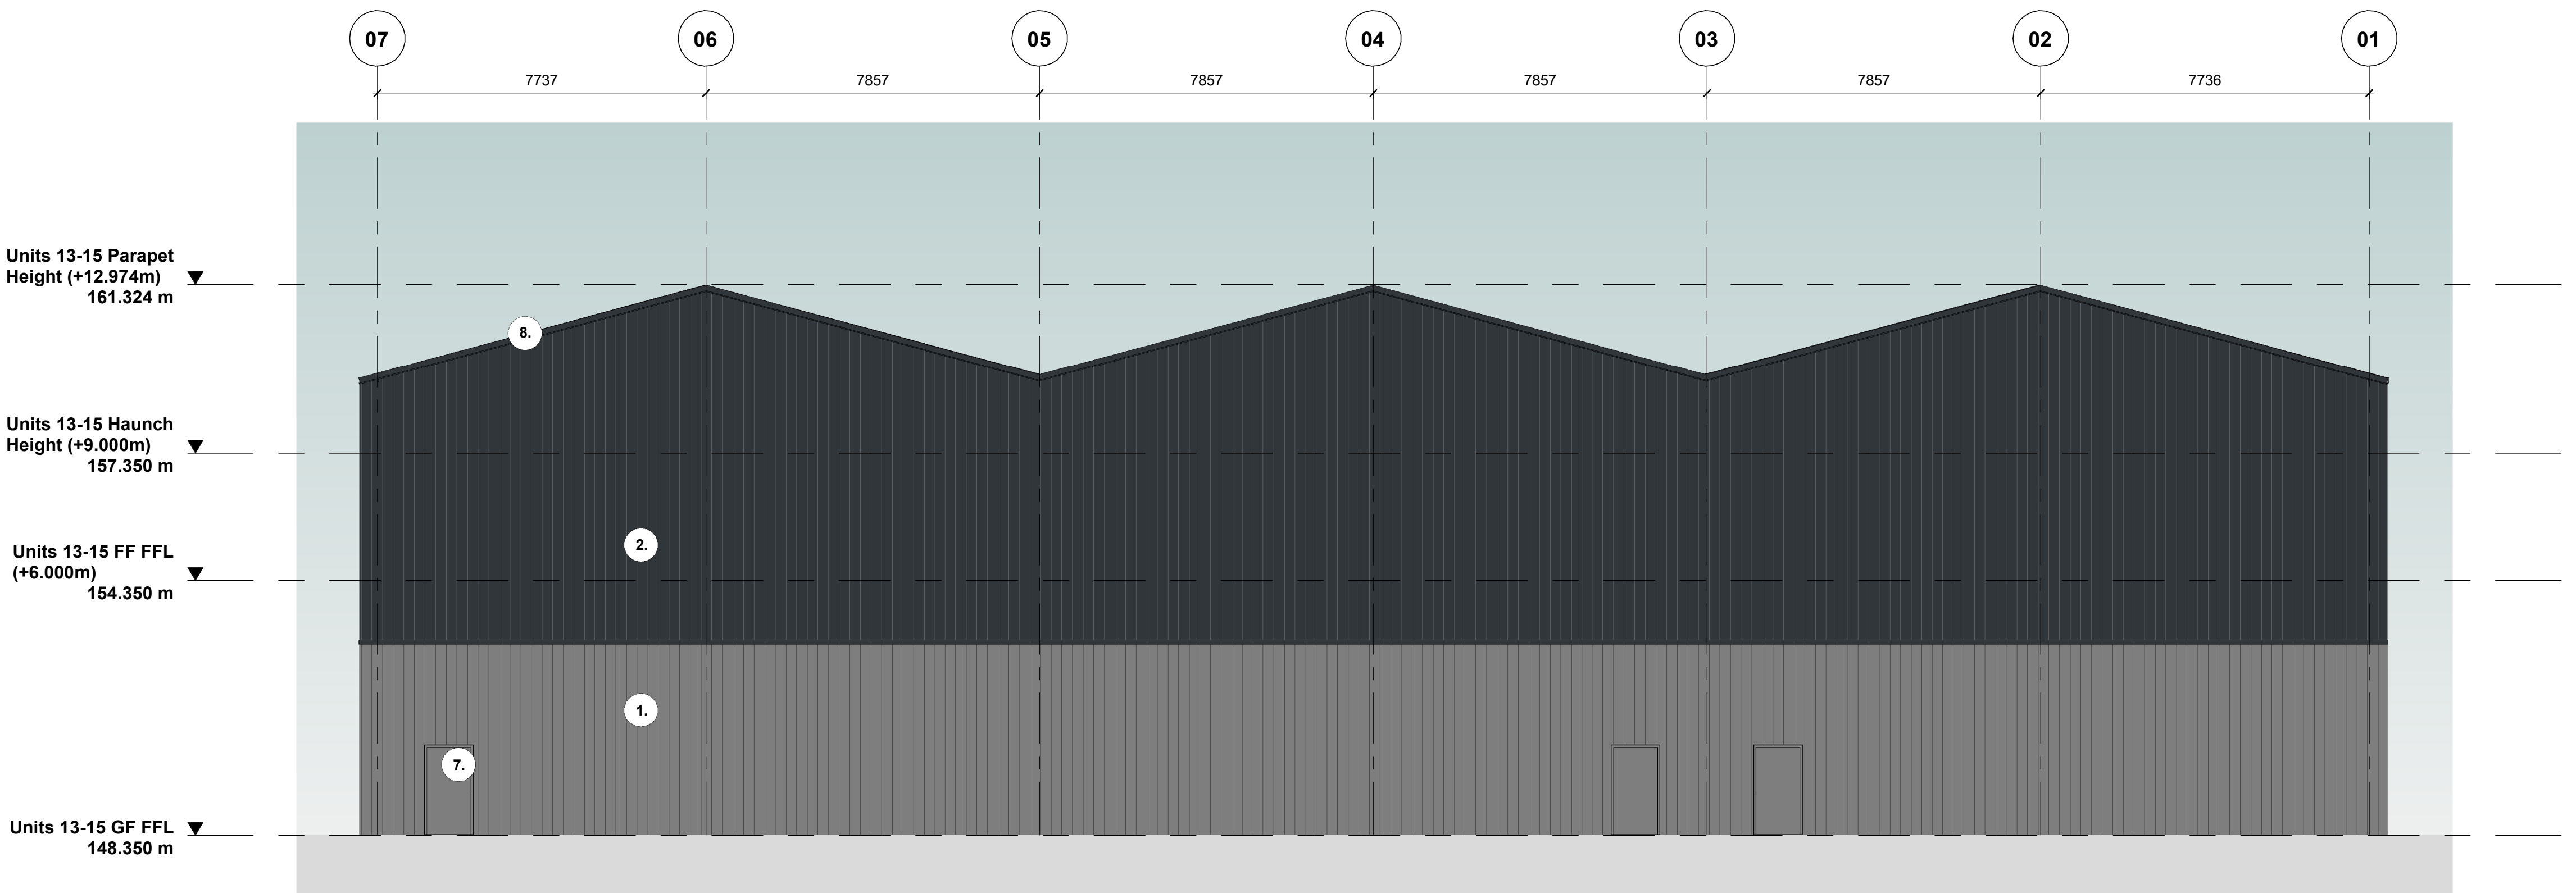 07 06 05 04 03 02 01
7737 7857 7857 7857 7857 7736
Units 13-15 Parapet
Height (+12.974m)
161.324 m
8.
Units 13-15 Haunch
Height (+9.000m)
157.350 m
2.
Units 13-15 FF FFL
(+6.000m)
154.350 m
1.
7.
Units 13-15 GF FFL
148.350 m